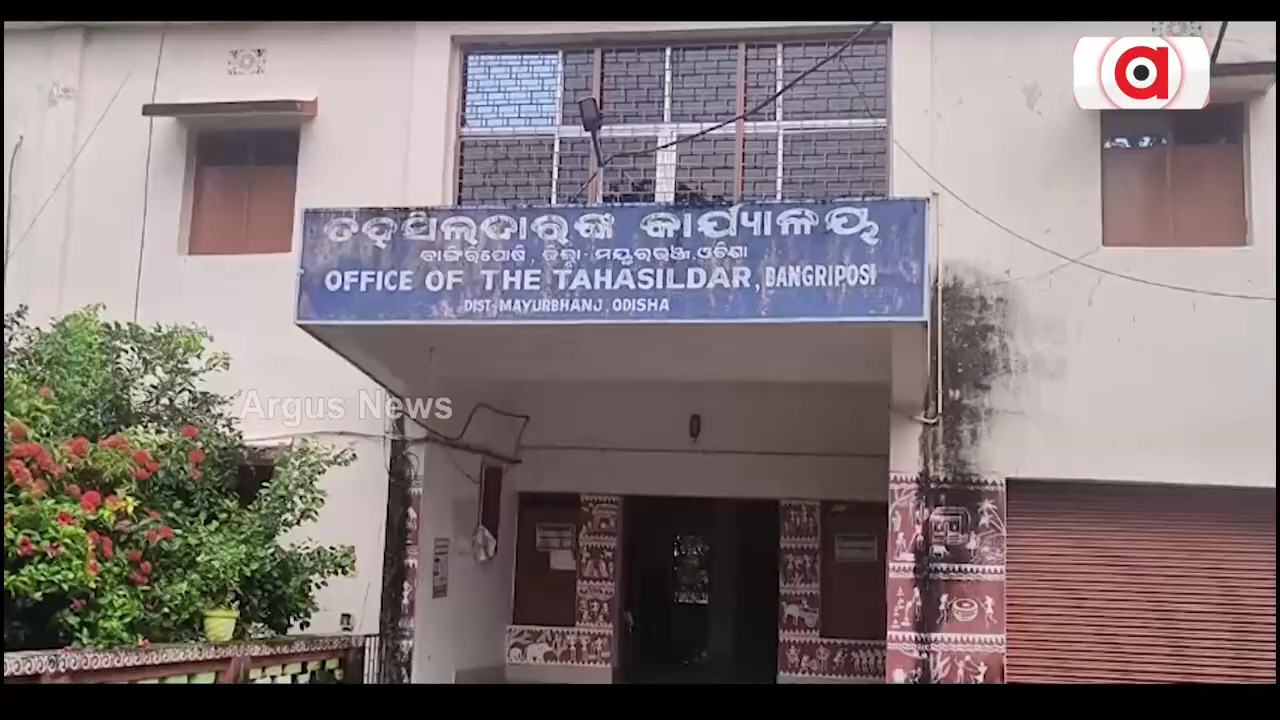 ତହସିଲଦାରଙ୍କ କାର୍ଯ୍ୟାଳୟ
ବାଙ୍ଗିରିପୋଷି, ଜିଲ୍ଲା-ମୟୂରଭଞ୍ଜ, ଓଡିଶା
OFFICE OF THE TAHASILDAR, BANGRIPOSI
DIST-MAYURBHANJ, ODISHA
Argus News